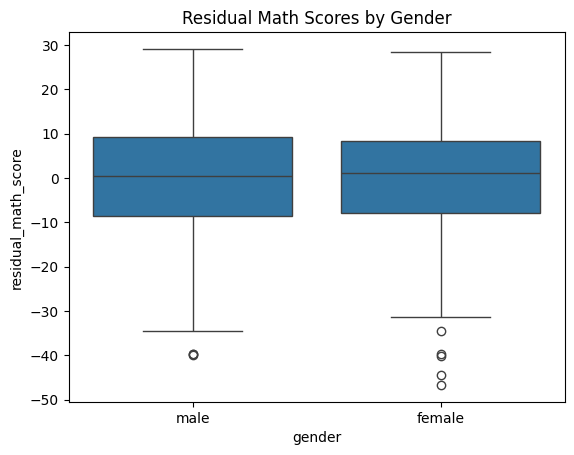 Residual Math Scores by Gender
residual_math_score
30
20
10
0
−10
−20
−30
−40
−50
male female
gender